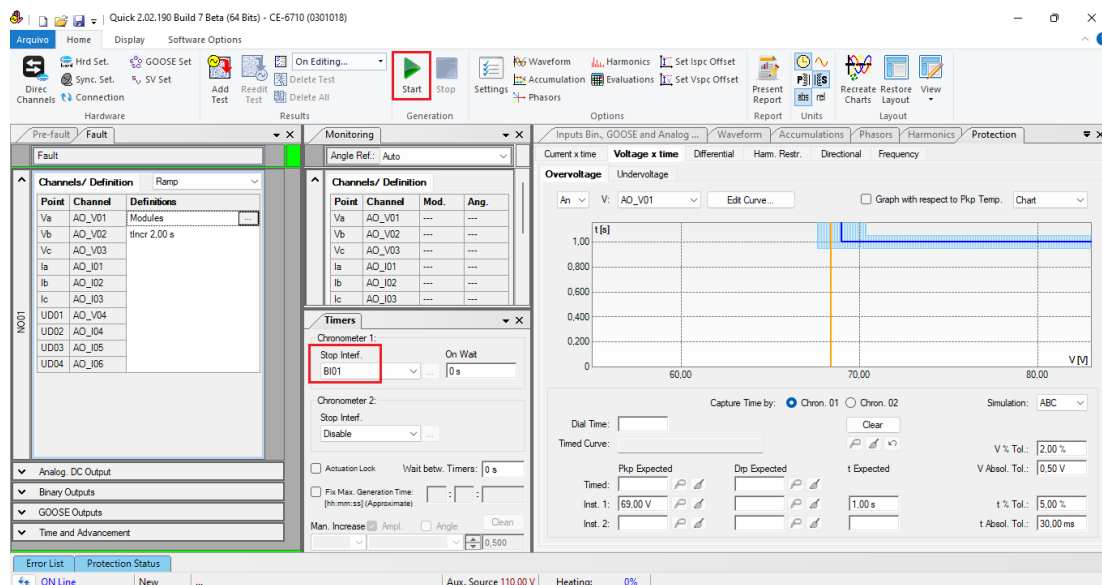 Quick 2.02.190 Build 7 Beta (64 Bits) - CE-6710 (0301018)
Arquivo Home Display Software Options
Direc Channels
Hrd Set.
Sync. Set.
Connection
GOOSE Set
SV Set
Hardware
Add Test
Reedit Test
On Editing...
Delete Test
Delete All
Results
Start
Stop
Generation
Settings
Waveform
Accumulation
Phasors
Harmonics
Evaluations
Set Ispc Offset
Set Vspc Offset
Options
Present Report
Report
abs rel
Units
Recreate Charts
Restore Layout
View
Layout
Pre-fault Fault
Fault
Channels/ Definition Ramp
Point Channel Definitions
Va AO_V01 Modules ...
Vb AO_V02 tIncr 2,00 s
Vc AO_V03
Ia AO_I01
Ib AO_I02
Ic AO_I03
UD01 AO_V04
UD02 AO_I04
UD03 AO_I05
UD04 AO_I06
NO01
Analog. DC Output
Binary Outputs
GOOSE Outputs
Time and Advancement
Monitoring
Angle Ref.: Auto
Channels/ Definition
Point Channel Mod. Ang.
Va AO_V01 --- ---
Vb AO_V02 --- ---
Vc AO_V03 --- ---
Ia AO_I01 --- ---
Ib AO_I02 --- ---
Ic AO_I03 --- ---
Timers
Chronometer 1:
Stop Interf. On Wait
BI01 ... 0 s
Chronometer 2:
Stop Interf.
Disable ...
Actuation Lock Wait betw. Timers: 0 s
Fix Max. Generation Time: : :
[hh:mm:ss] (Approximate)
Man. Increase Ampl. Angle Clean
0,500
Inputs Bin., GOOSE and Analog ... Waveform Accumulations Phasors Harmonics Protection
Current x time Voltage x time Differential Ham. Restr. Directional Frequency
Overvoltage Undervoltage
An V: AO_V01 Edit Curve... Graph with respect to Pkp Temp. Chart
t [s]
1,00
0,800
0,600
0,400
0,200
0
60,00 70,00 80,00
V [V]
Capture Time by: Chron. 01 Chron. 02 Simulation: ABC
Dial Time: Clear
Timed Curve: V % Tol.: 2,00 %
Pkp Expected Drp Expected t Expected V Absol. Tol.: 0,50 V
Timed:
Inst. 1: 69,00 V 1,00 s t % Tol.: 5,00 %
Inst. 2: t Absol. Tol.: 30,00 ms
Error List Protection Status
ON Line New ... Aux. Source 110.00 V Heating: 0%